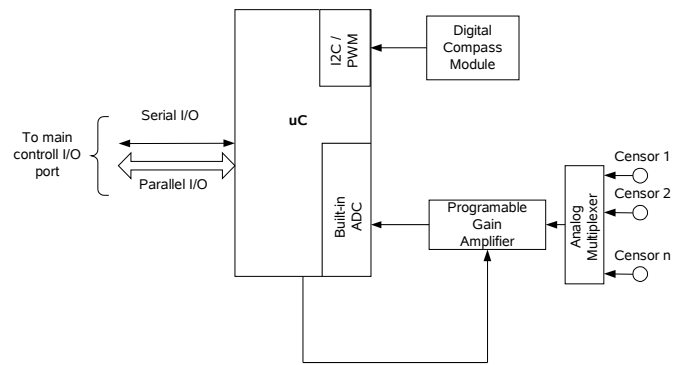 I2C /
PWM
Digital
Compass
Module
uC
Serial I/O
To main
controll I/O
port
Parallel I/O
Built-in
ADC
Programable
Gain
Amplifier
Analog
Multiplexer
Censor 1
Censor 2
Censor n